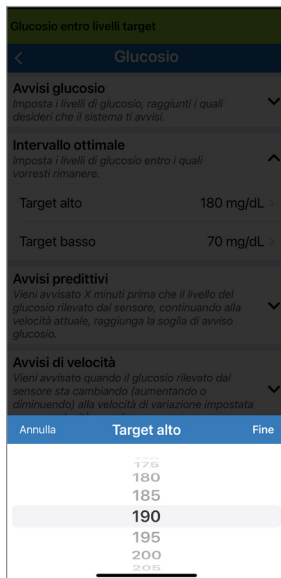 Glucosio entro livelli target
Glucosio
Avvisi glucosio
Imposta i livelli di glucosio, raggiunti i quali
desideri che il sistema ti avvisi.
Intervallo ottimale
Imposta i livelli di glucosio entro i quali
vorresti rimanere.
Target alto 180 mg/dL
Target basso 70 mg/dL
Avvisi predittivi
Vieni avvisato X minuti prima che il livello del
glucosio rilevato dal sensore, continuando alla
velocità attuale, raggiunga la soglia di avviso
glucosio.
Avvisi di velocità
Vieni avvisato quando il glucosio rilevato dal
sensore sta cambiando (aumentando o
diminuendo) alla velocità di variazione impostata
Annulla Target alto Fine
175
180
185
190
195
200
205